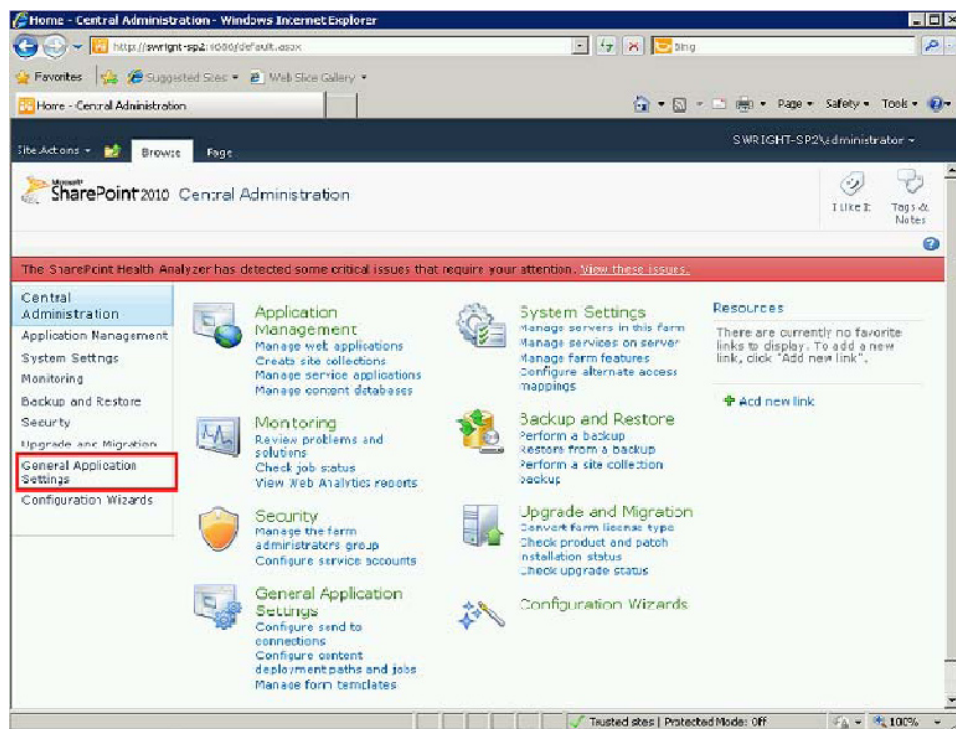 Home - Central Administration - Windows Internet Explorer
http://swright-sp2:4086/default.aspx
Bing
Favorites
Suggested Sites
Web Slice Gallery
Home - Central Administration
Page
Safety
Tools
SWRIGHT-SP2\administrator
Site Actions
Browse
Page
Microsoft
SharePoint 2010 Central Administration
I Like It
Tags &
Notes
The SharePoint Health Analyzer has detected some critical issues that require your attention. View these issues.
Central
Administration
Application Management
System Settings
Monitoring
Backup and Restore
Security
Upgrade and Migration
General Application
Settings
Configuration Wizards
Application
Management
Manage web applications
Create site collections
Manage service applications
Manage content databases
Monitoring
Review problems and
solutions
Check job status
View Web Analytics reports
Security
Manage the farm
administrators group
Configure service accounts
General Application
Settings
Configure send to
connections
Configure content
deployment paths and jobs
Manage form templates
System Settings
Manage servers in this farm
Manage services on server
Manage farm features
Configure alternate access
mappings
Backup and Restore
Perform a backup
Restore from a backup
Perform a site collection
backup
Upgrade and Migration
Convert farm license type
Check product and patch
installation status
Check upgrade status
Configuration Wizards
Resources
There are currently no favorite
links to display. To add a new
link, click "Add new link".
Add new link
Trusted sites | Protected Mode: Off
100%